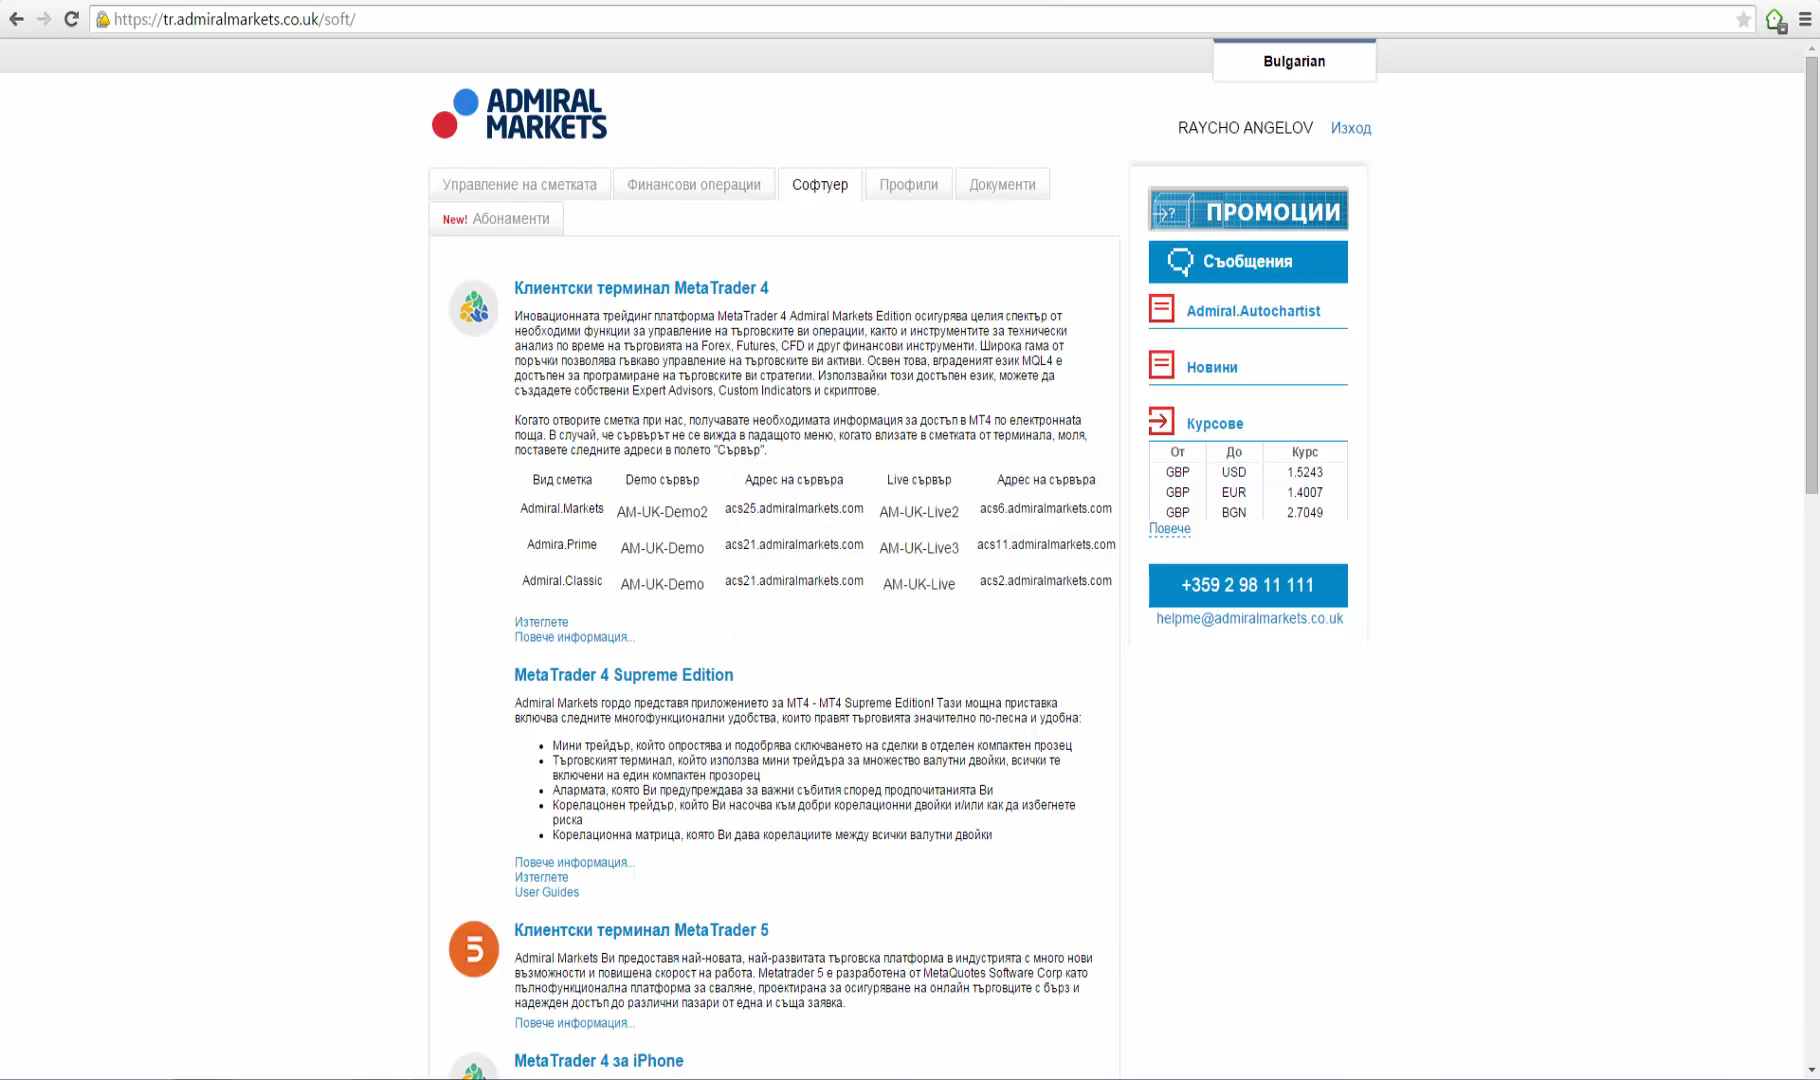 https://tr.admiralmarkets.co.uk/soft/
Bulgarian
ADMIRAL
MARKETS
RAYCHO ANGELOV Изход
Управление на сметката Финансови операции Софтуер Профили Документи
New! Абонаменти
Клиентски терминал MetaTrader 4
Иновационната трейдинг платформа MetaTrader 4 Admiral Markets Edition осигурява целия спектър от
необходими функции за управление на търговските ви операции, както и инструментите за технически
анализ по време на търговията на Forex, Futures, CFD и друг финансови инструменти. Широка гама от
поръчки позволява гъвкаво управление на търговските ви активи. Освен това, вграденият език MQL4 е
достъпен за програмиране на търговските ви стратегии. Използвайки този достъпен език, можете да
създадете собствени Expert Advisors, Custom Indicators и скриптове.
Когато отворите сметка при нас, получавате необходимата информация за достъп в МТ4 по електронната
поща. В случай, че сървърът не се вижда в падащото меню, когато влизате в сметката от терминала, моля,
поставете следните адреси в полето "Сървър".
Вид сметка Demo сървър Адрес на сървъра Live сървър Адрес на сървъра
Admiral.Markets AM-UK-Demo2 acs25.admiralmarkets.com AM-UK-Live2 acs6.admiralmarkets.com
Admira.Prime AM-UK-Demo acs21.admiralmarkets.com AM-UK-Live3 acs11.admiralmarkets.com
Admiral.Classic AM-UK-Demo acs21.admiralmarkets.com AM-UK-Live acs2.admiralmarkets.com
Изтеглете
Повече информация...
MetaTrader 4 Supreme Edition
Admiral Markets гордо представя приложението за MT4 - MT4 Supreme Edition! Тази мощна приставка
включва следните многофункционални удобства, които правят търговията значително по-лесна и удобна:
• Мини трейдър, който опростява и подобрява сключването на сделки в отделен компактен прозец
• Търговският терминал, който използва мини трейдъра за множество валутни двойки, всички те
включени на един компактен прозорец
• Алармата, която Ви предупреждава за важни събития според продпочитанията Ви
• Корелацонен трейдър, който Ви насочва към добри корелационни двойки и/или как да избегнете
риска
• Корелационна матрица, която Ви дава корелациите между всички валутни двойки
Повече информация...
Изтеглете
User Guides
5
Клиентски терминал MetaTrader 5
Admiral Markets Ви предоставя най-новата, най-развитата търговска платформа в индустрията с много нови
възможности и повишена скорост на работа. Metatrader 5 е разработена от MetaQuotes Software Corp като
пълнофункционална платформа за сваляне, проектирана за осигуряване на онлайн търговците с бърз и
надежден достъп до различни пазари от една и съща заявка.
Повече информация...
MetaTrader 4 за iPhone
ПРОМОЦИИ
Съобщения
Admiral.Autochartist
Новини
Курсове
От До Курс
GBP USD 1.5243
GBP EUR 1.4007
GBP BGN 2.7049
Повече
+359 2 98 11 111
helpme@admiralmarkets.co.uk